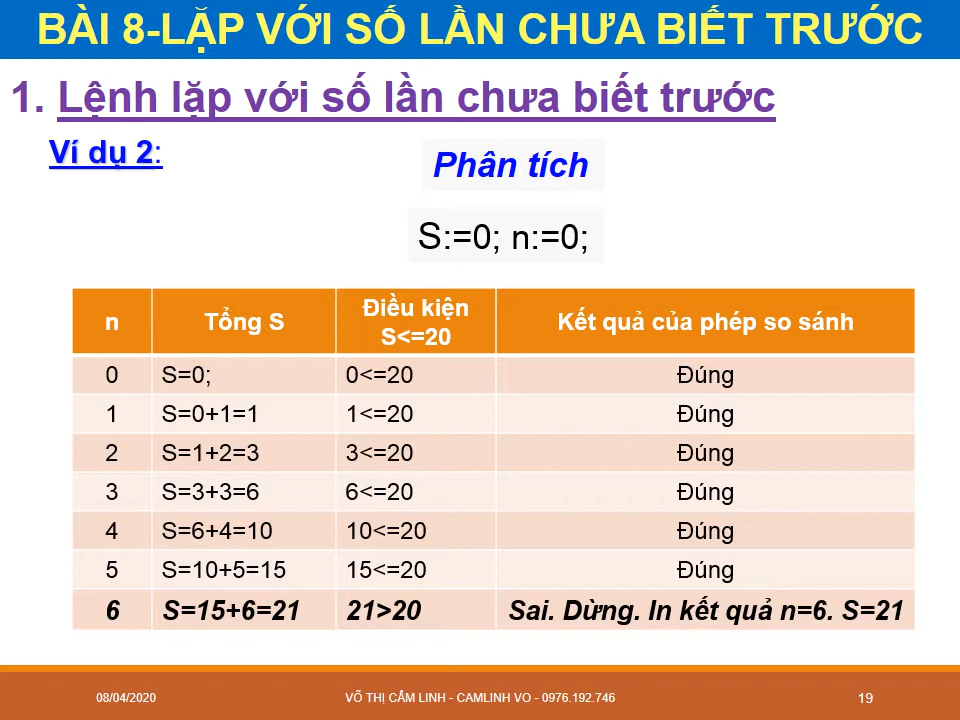 BÀI 8-LẶP VỚI SỐ LẦN CHƯA BIẾT TRƯỚC
1. Lệnh lặp với số lần chưa biết trước
Ví dụ 2:
Phân tích
S:=0; n:=0;
n Tổng S Điều kiện S<=20 Kết quả của phép so sánh
0 S=0; 0<=20 Đúng
1 S=0+1=1 1<=20 Đúng
2 S=1+2=3 3<=20 Đúng
3 S=3+3=6 6<=20 Đúng
4 S=6+4=10 10<=20 Đúng
5 S=10+5=15 15<=20 Đúng
6 S=15+6=21 21>20 Sai. Dừng. In kết quả n=6. S=21
08/04/2020 VÕ THỊ CẨM LINH - CAMLINH VO - 0976.192.746 19